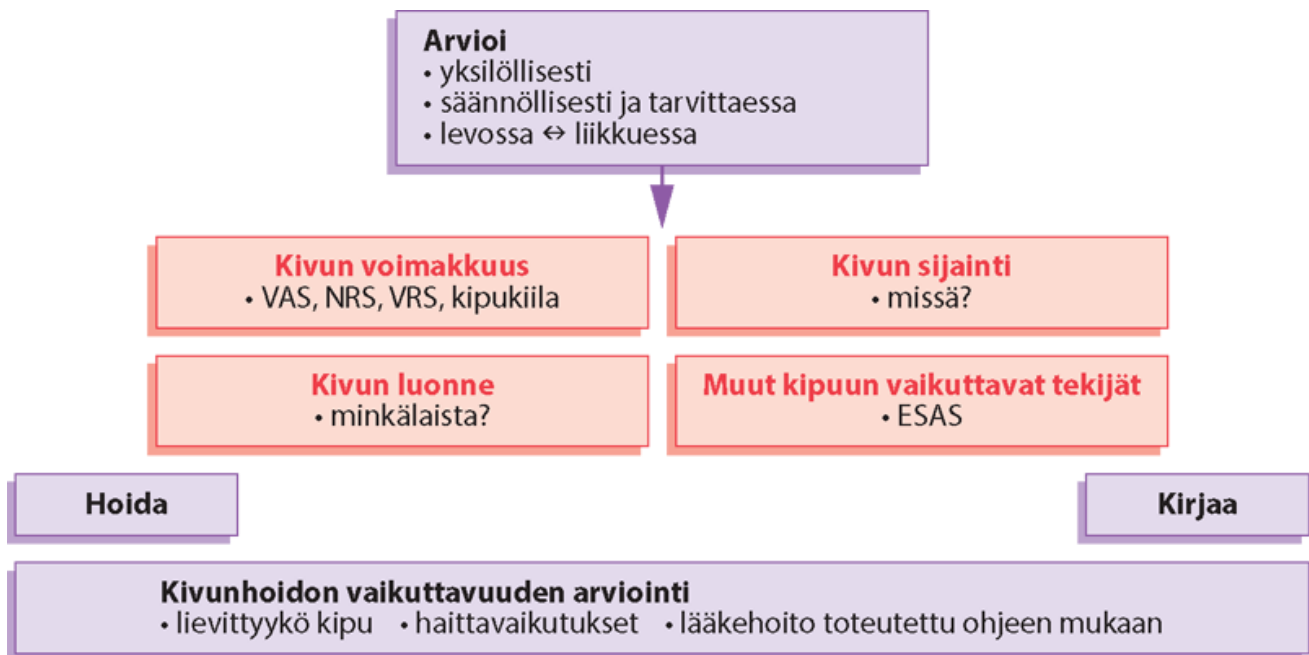 Arvioi
• yksilöllisesti
• säännöllisesti ja tarvittaessa
• levossa ↔ liikkuessa
Kivun voimakkuus
• VAS, NRS, VRS, kipukiila
Kivun sijainti
• missä?
Kivun luonne
• minkälaista?
Muut kipuun vaikuttavat tekijät
• ESAS
Hoida
Kirjaa
Kivunhoidon vaikuttavuuden arviointi
• lievittyykö kipu • haittavaikutukset • lääkehoito toteutettu ohjeen mukaan